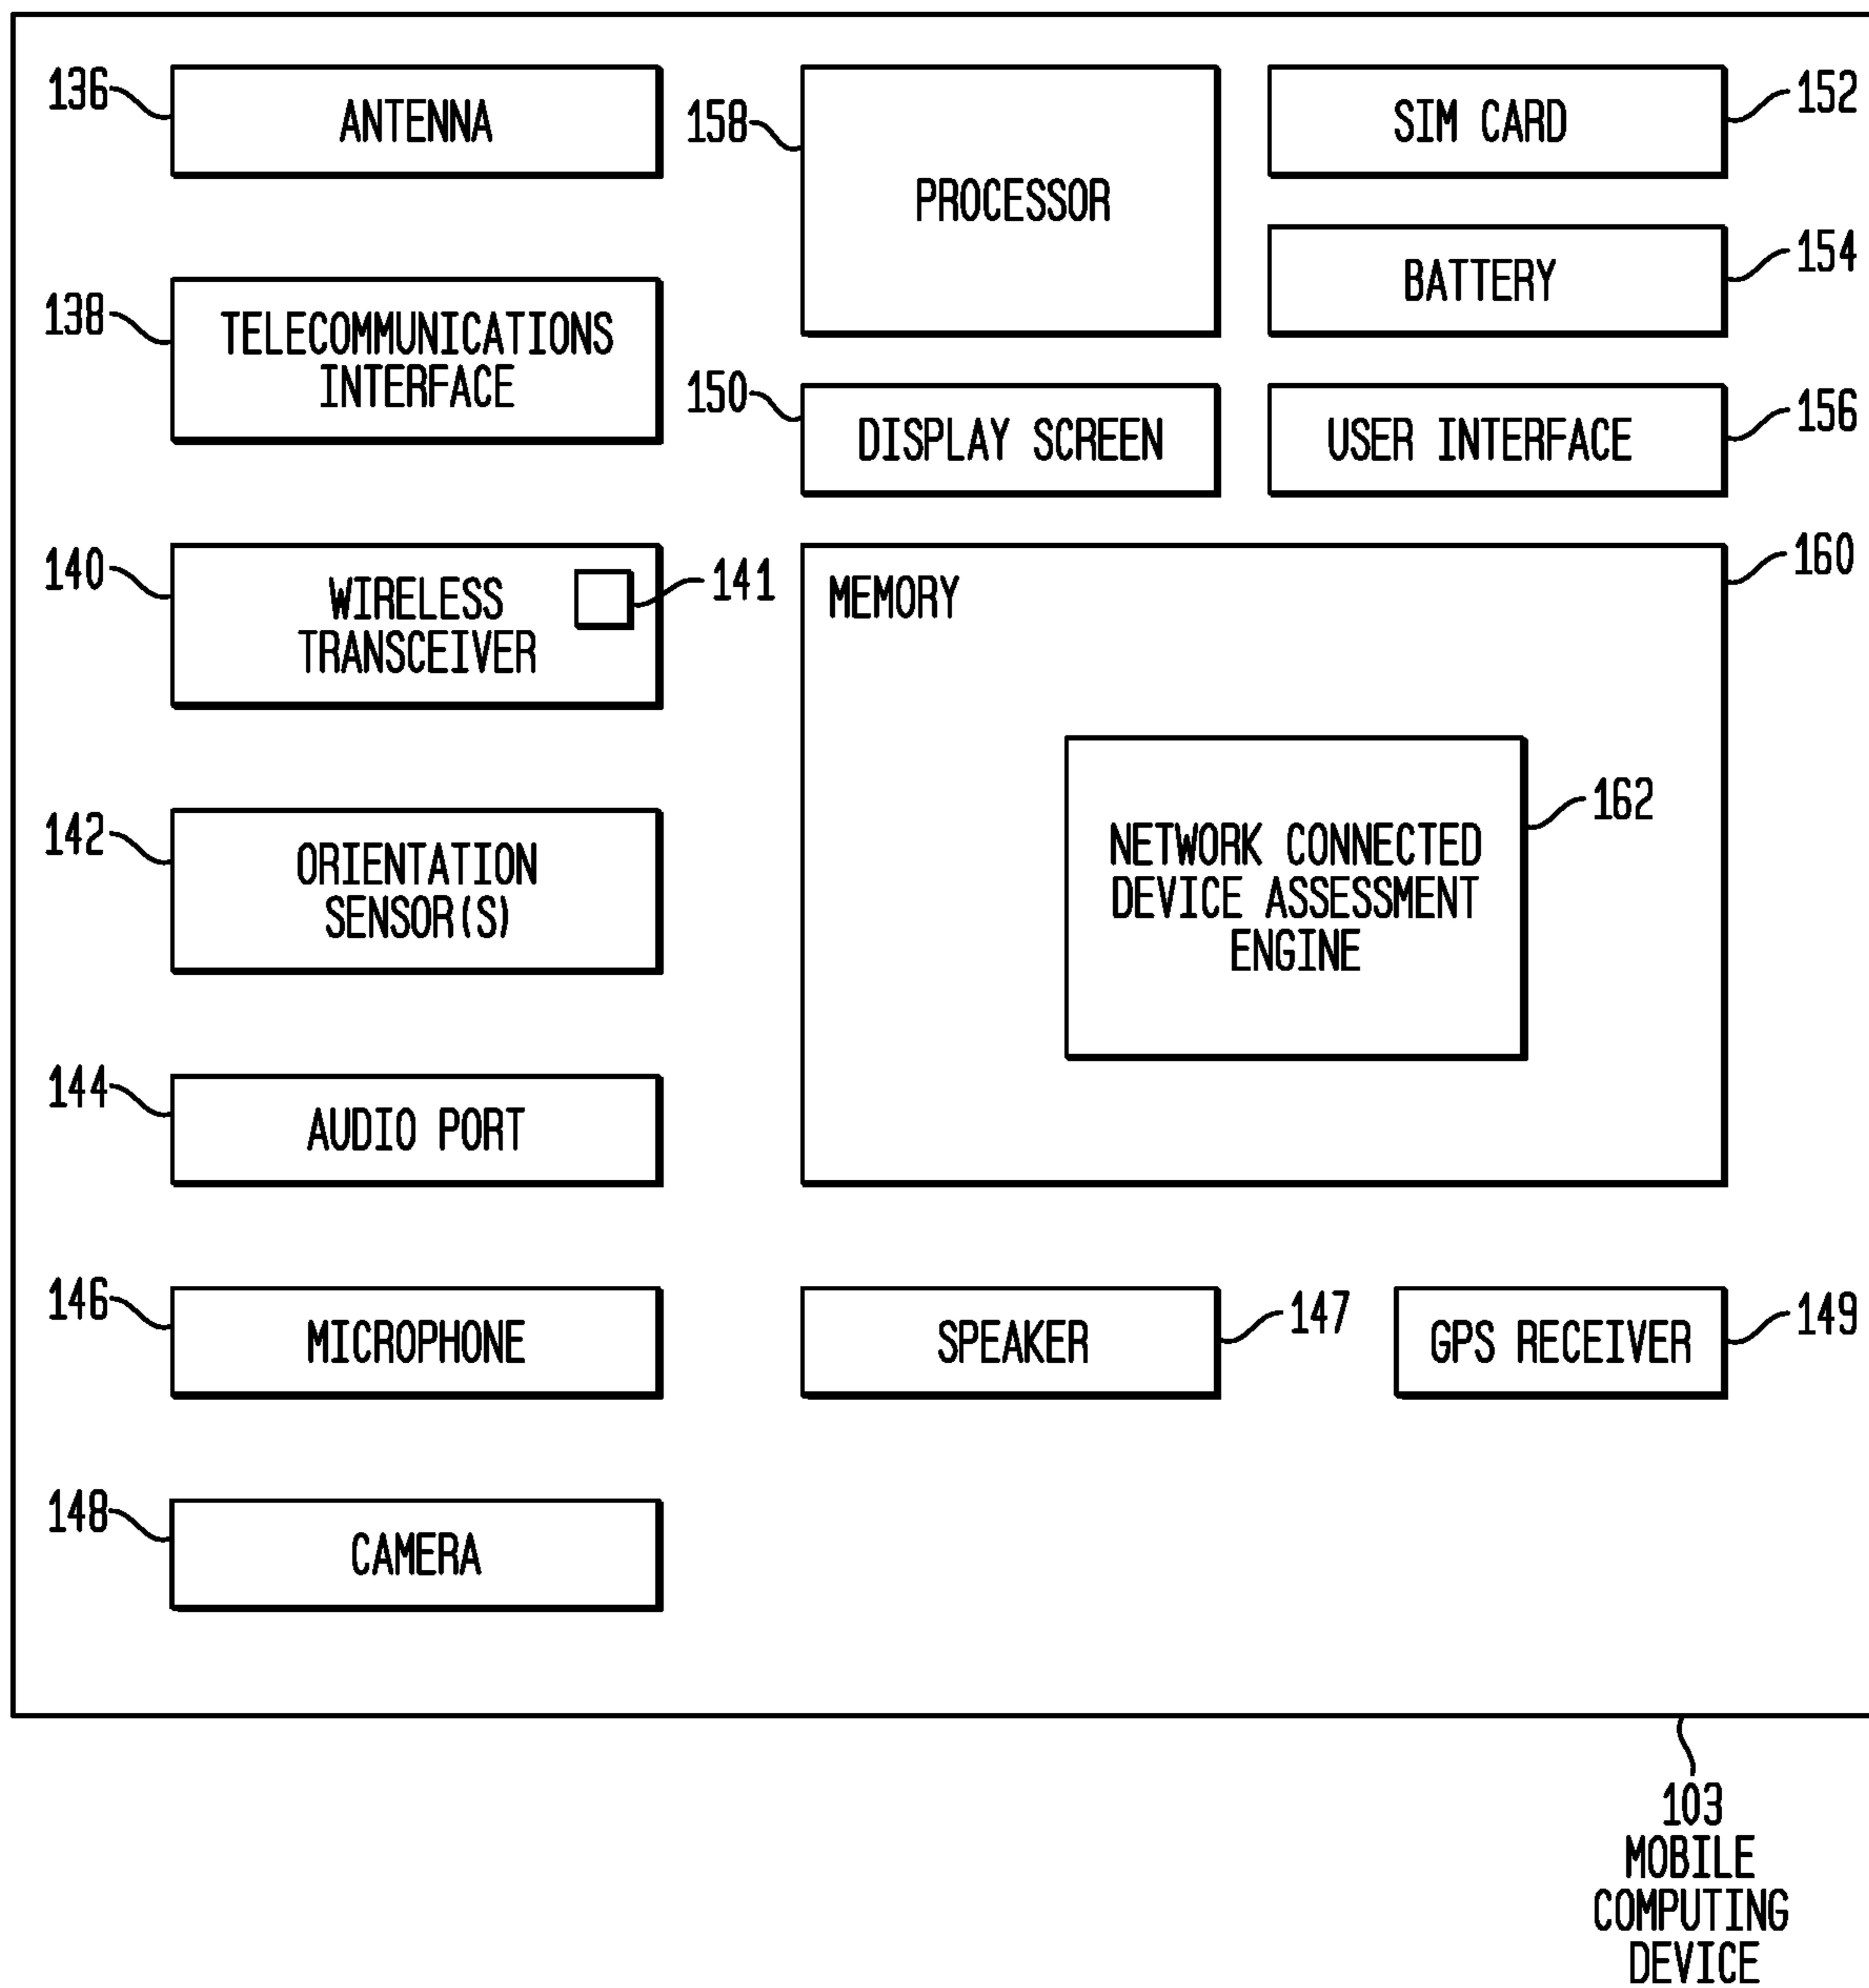 136
ANTENNA
158
PROCESSOR
SIM CARD
152
BATTERY
154
138
TELECOMMUNICATIONS
INTERFACE
150
DISPLAY SCREEN
USER INTERFACE
156
140
WIRELESS
TRANSCEIVER
141
MEMORY
160
NETWORK CONNECTED
DEVICE ASSESSMENT
ENGINE
162
142
ORIENTATION
SENSOR(S)
144
AUDIO PORT
146
MICROPHONE
SPEAKER
147
GPS RECEIVER
149
148
CAMERA
103
MOBILE
COMPUTING
DEVICE